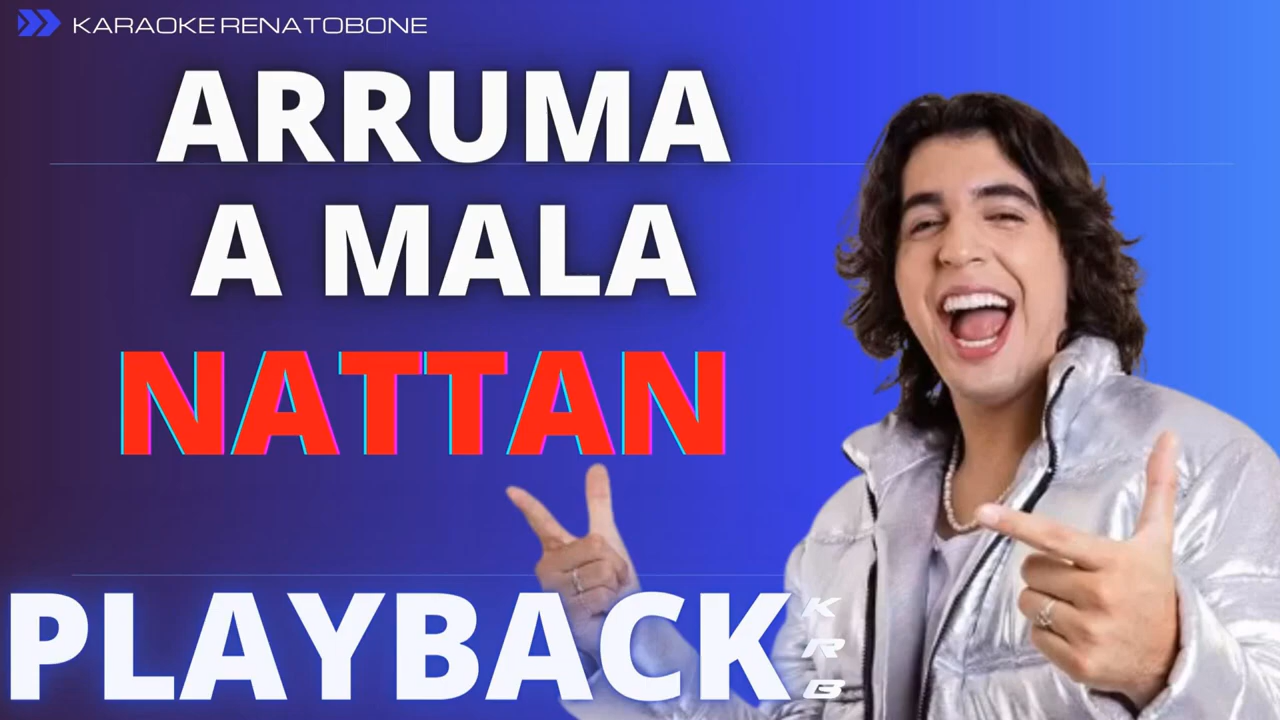 KARAOKE RENATOBONE
ARRUMA
A MALA
NATTAN
PLAYBACK
K
R
B